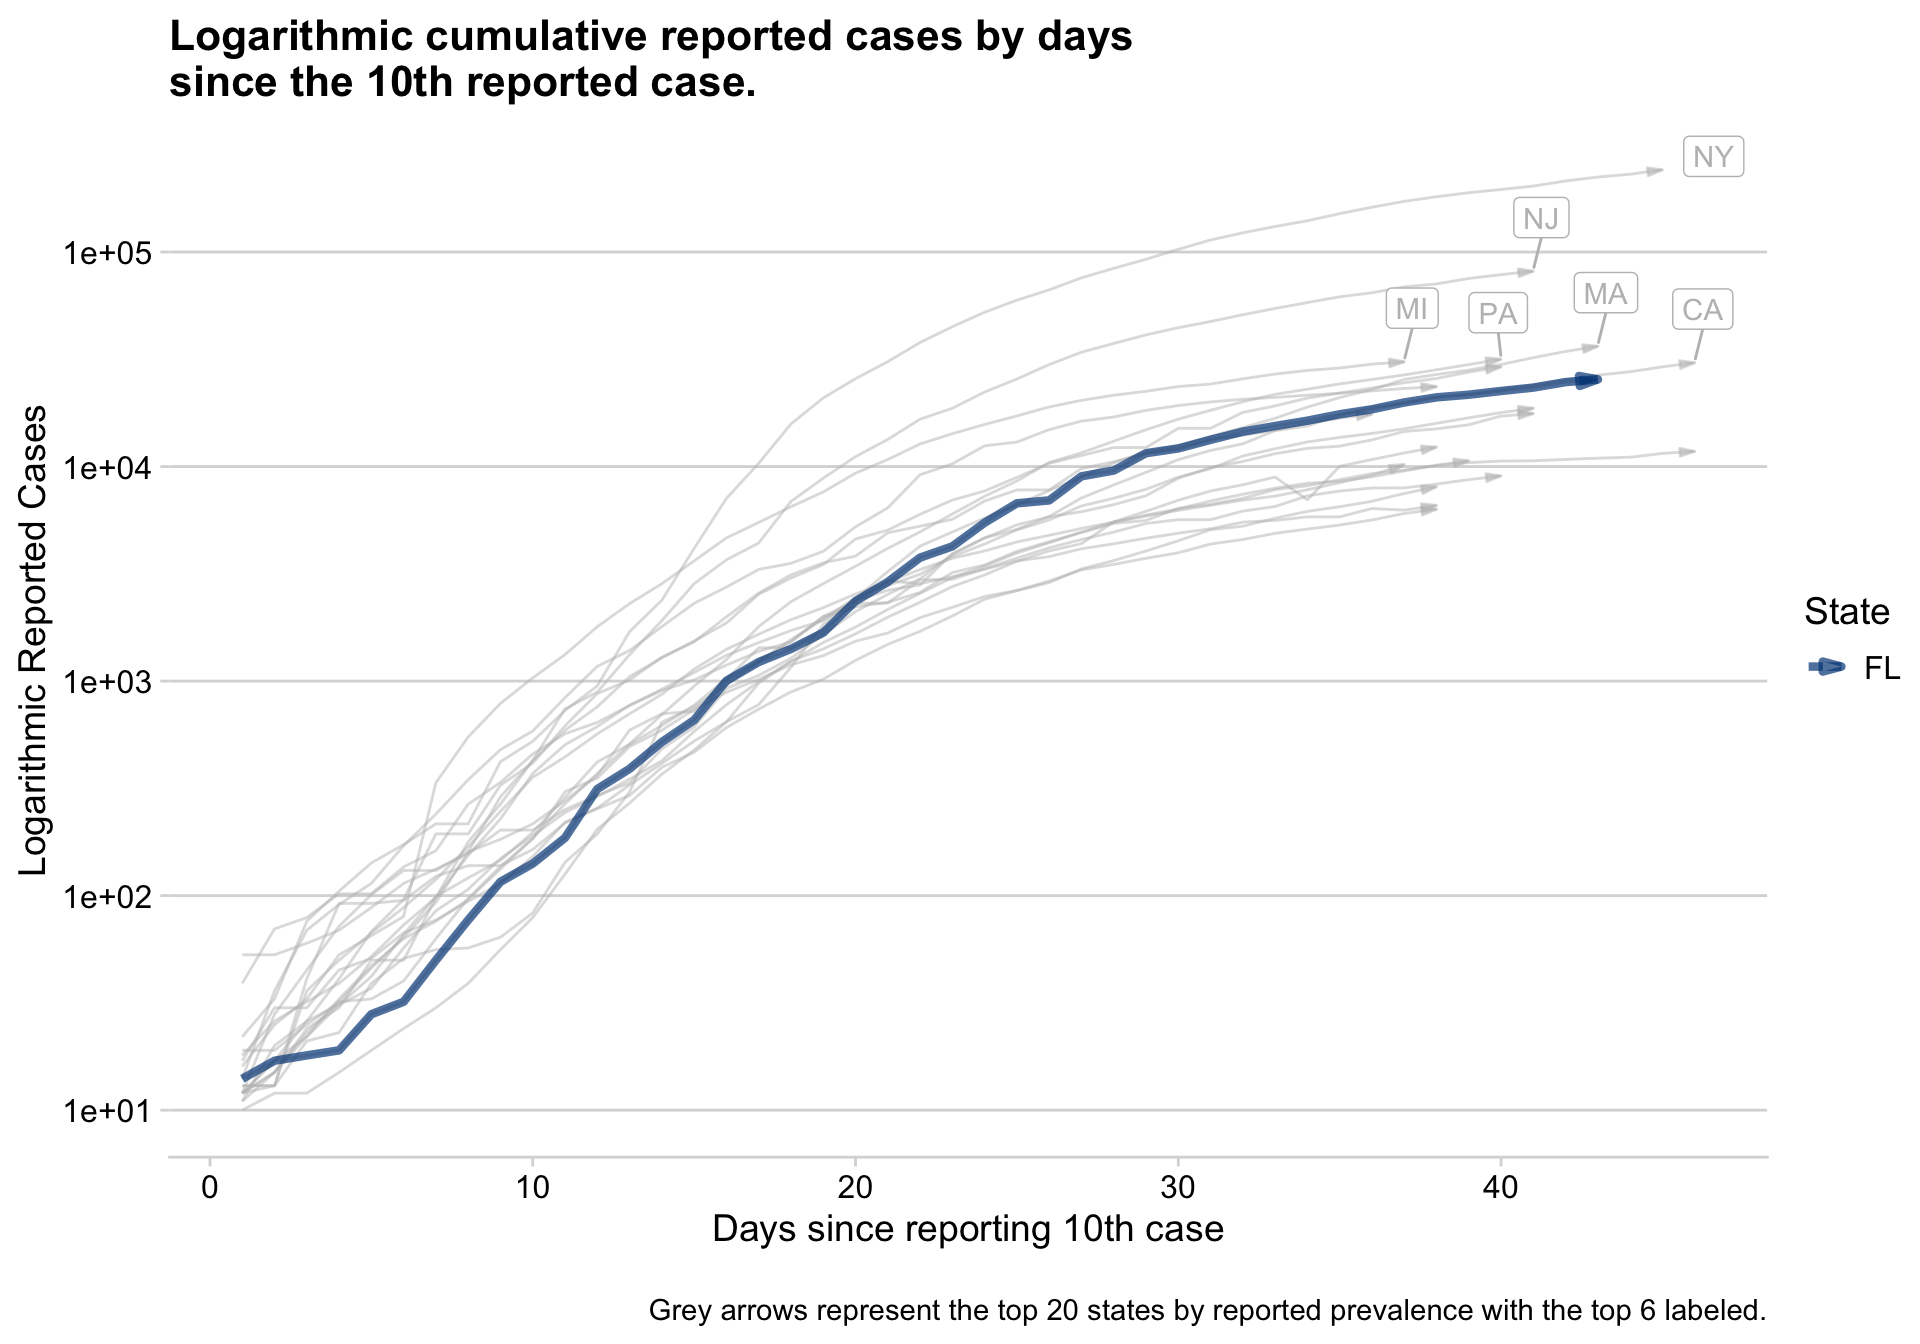 Logarithmic cumulative reported cases by days
since the 10th reported case.
NY
NJ
MA
MI
PA
CA
1e+05
1e+04
1e+03
1e+02
1e+01
Logarithmic Reported Cases
State
FL
0 10 20 30 40
Days since reporting 10th case
Grey arrows represent the top 20 states by reported prevalence with the top 6 labeled.